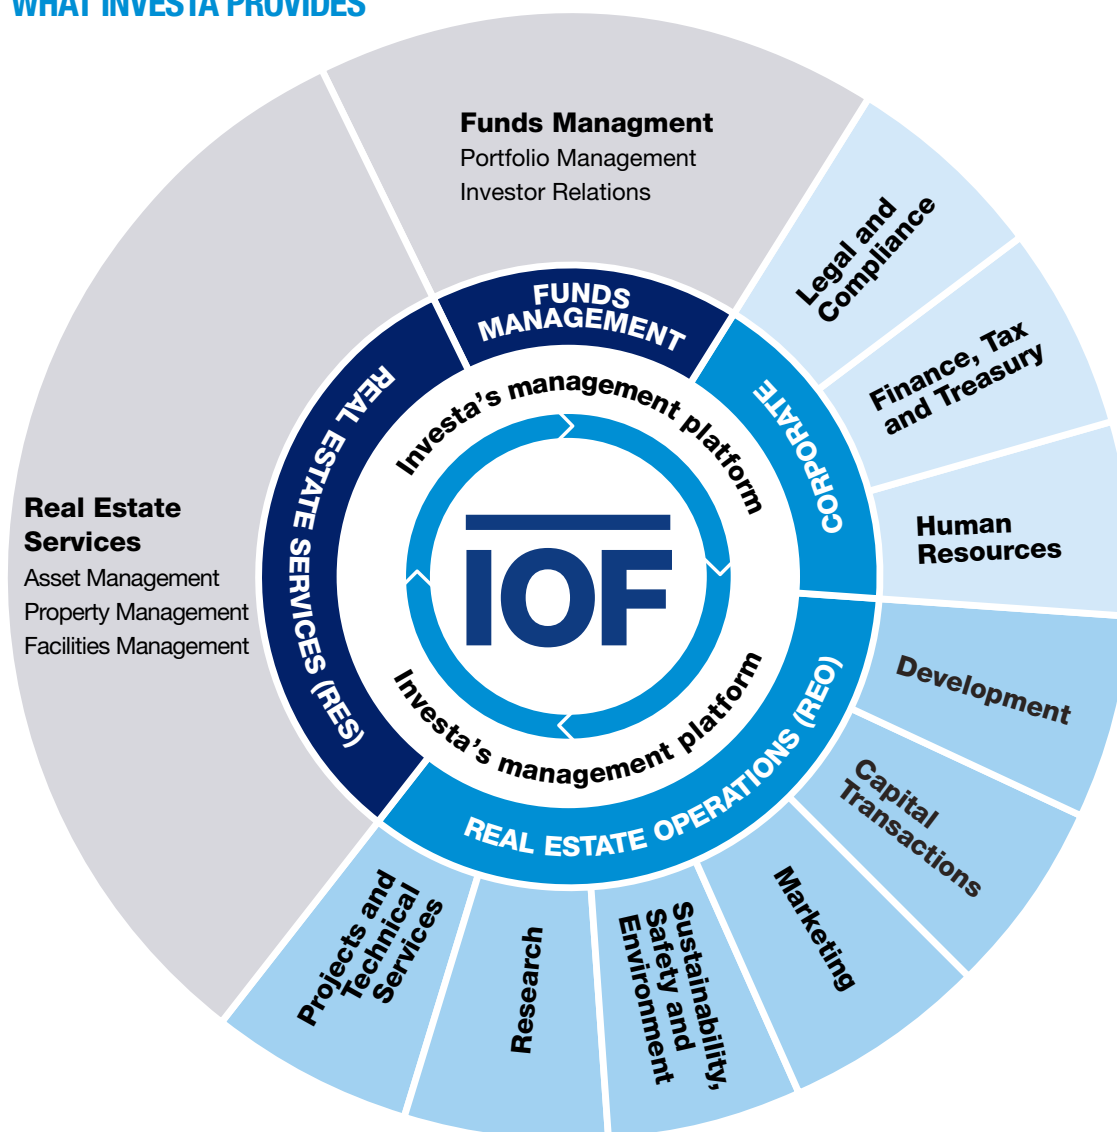 WHAT INVESTA PROVIDES
Funds Managment
Portfolio Management
Investor Relations
Legal and
Compliance
Finance, Tax
and Treasury
Human
Resources
Development
Capital
Transactions
Marketing
Sustainability,
Safety and
Environment
Research
Projects and
Technical
Services
Real Estate
Services
Asset Management
Property Management
Facilities Management
FUNDS
MANAGEMENT
CORPORATE
REAL ESTATE OPERATIONS (REO)
REAL ESTATE SERVICES (RES)
Investa's management platform
IOF
Investa's management platform